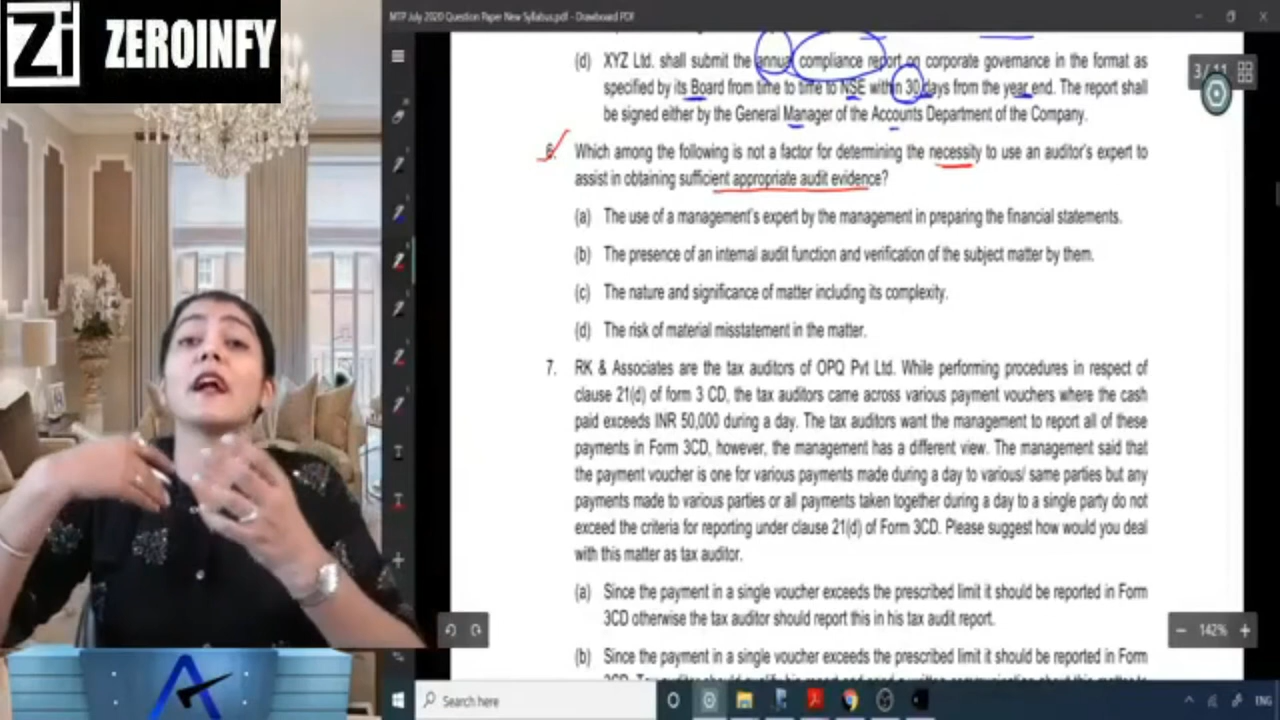 Zi ZEROINFY
MTP July 2020 Question Paper New Syllabus.pdf - Drawboard PDF
3 / 11
(d) XYZ Ltd. shall submit the annual compliance report on corporate governance in the format as
specified by its Board from time to time to NSE within 30 days from the year end. The report shall
be signed either by the General Manager of the Accounts Department of the Company.
6. Which among the following is not a factor for determining the necessity to use an auditor's expert to
assist in obtaining sufficient appropriate audit evidence?
(a) The use of a management's expert by the management in preparing the financial statements.
(b) The presence of an internal audit function and verification of the subject matter by them.
(c) The nature and significance of matter including its complexity.
(d) The risk of material misstatement in the matter.
7. RK & Associates are the tax auditors of OPQ Pvt Ltd. While performing procedures in respect of
clause 21(d) of form 3 CD, the tax auditors came across various payment vouchers where the cash
paid exceeds INR 50,000 during a day. The tax auditors want the management to report all of these
payments in Form 3CD, however, the management has a different view. The management said that
the payment voucher is one for various payments made during a day to various/ same parties but any
payments made to various parties or all payments taken together during a day to a single party do not
exceed the criteria for reporting under clause 21(d) of Form 3CD. Please suggest how would you deal
with this matter as tax auditor.
(a) Since the payment in a single voucher exceeds the prescribed limit it should be reported in Form
3CD otherwise the tax auditor should report this in his tax audit report.
(b) Since the payment in a single voucher exceeds the prescribed limit it should be reported in Form
142%
Search here
ENG